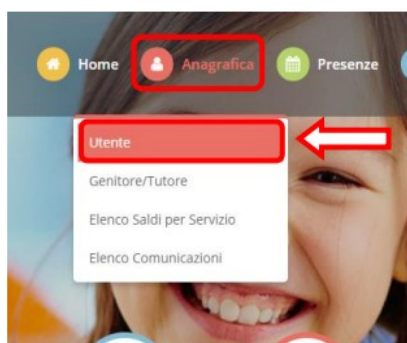 Home Anagrafica Presenze
Utente
Genitore/Tutore
Elenco Saldi per Servizio
Elenco Comunicazioni